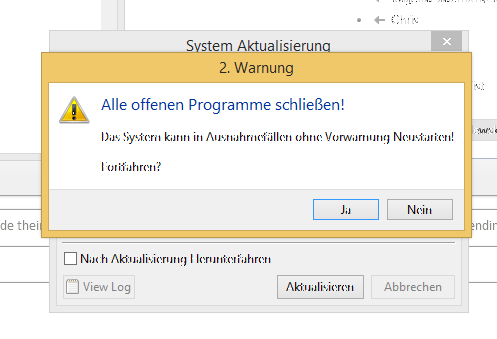 Chris
System Aktualisierung
2. Warnung
Alle offenen Programme schließen!
Das System kann in Ausnahmefällen ohne Vorwarnung Neustarten!
Fortfahren?
Ja Nein
de thei
endin
Nach Aktualisierung Herunterfahren
View Log Aktualisieren Abbrechen